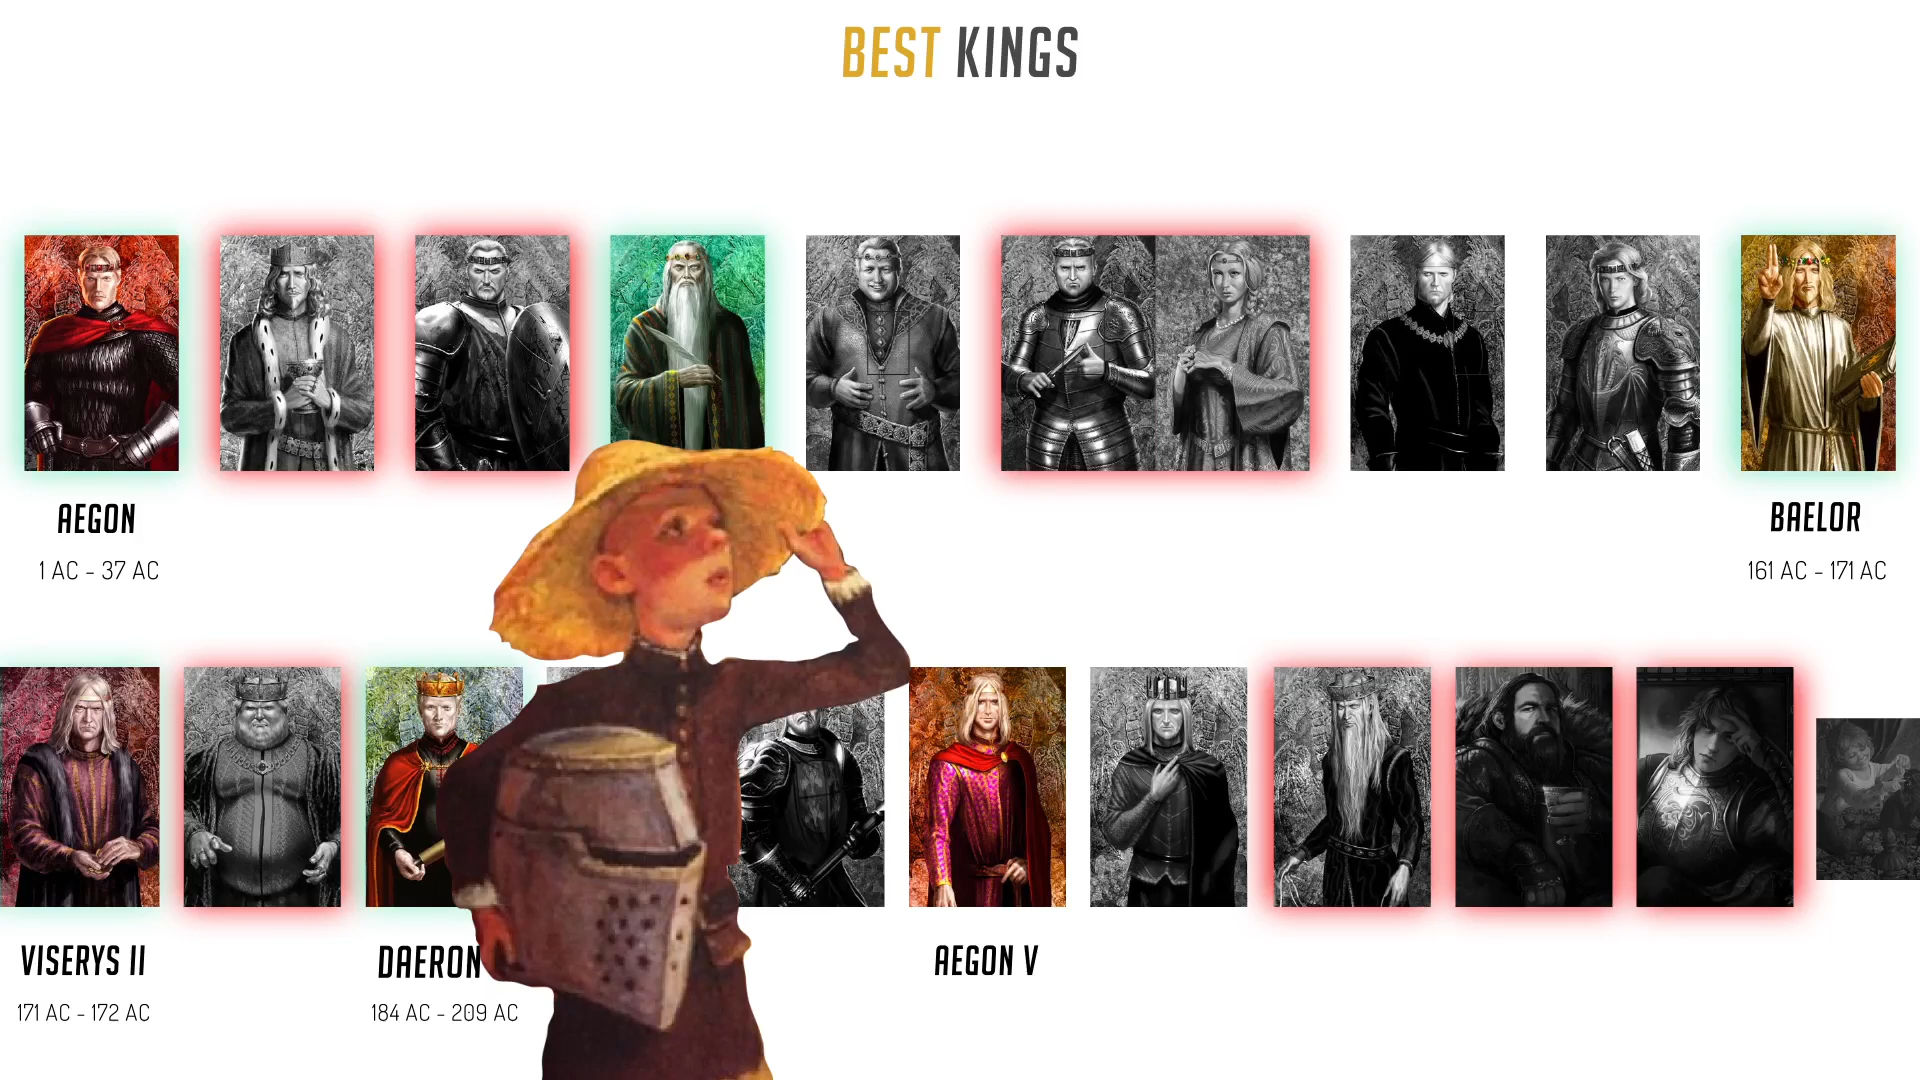 BEST KINGS
AEGON
1 AC - 37 AC
BAELOR
161 AC - 171 AC
VISERYS II
171 AC - 172 AC
DAERON
184 AC - 209 AC
AEGON V